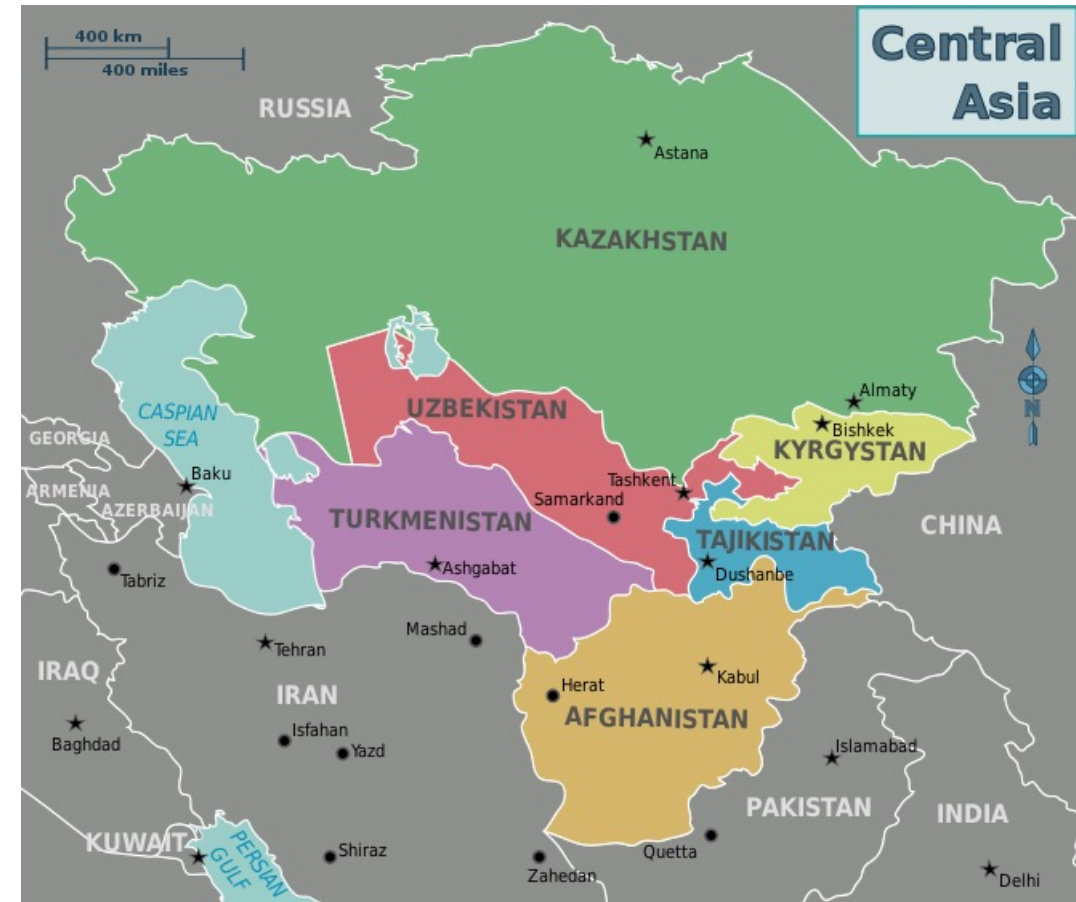 400 km
400 miles
Central
Asia
RUSSIA
Astana
KAZAKHSTAN
Almaty
Bishkek
KYRGYSTAN
CASPIAN
SEA
UZBEKISTAN
GEORGIA
Baku
Tashkent
ARMENIA
Samarkand
AZERBAIJAN
TURKMENISTAN
CHINA
TAJIKISTAN
Ashgabat
Dushanbe
Tabriz
N
Mashad
Tehran
IRAQ
Kabul
Herat
IRAN
AFGHANISTAN
Isfahan
Baghdad
Yazd
Islamabad
PAKISTAN
INDIA
KUWAIT
PERSIAN
GULF
Shiraz
Quetta
Zahedan
Delhi